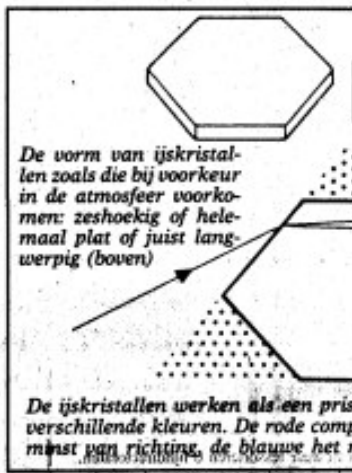 De vorm van ijskristal-
len zoals die bij voorkeur
in de atmosfeer voorko-
men: zeshoekig of hele-
maal plat of juist lang-
werpig (boven)
De ijskristallen werken als een pris
verschillende kleuren. De rode comp
minst van richting, de blauwe het m